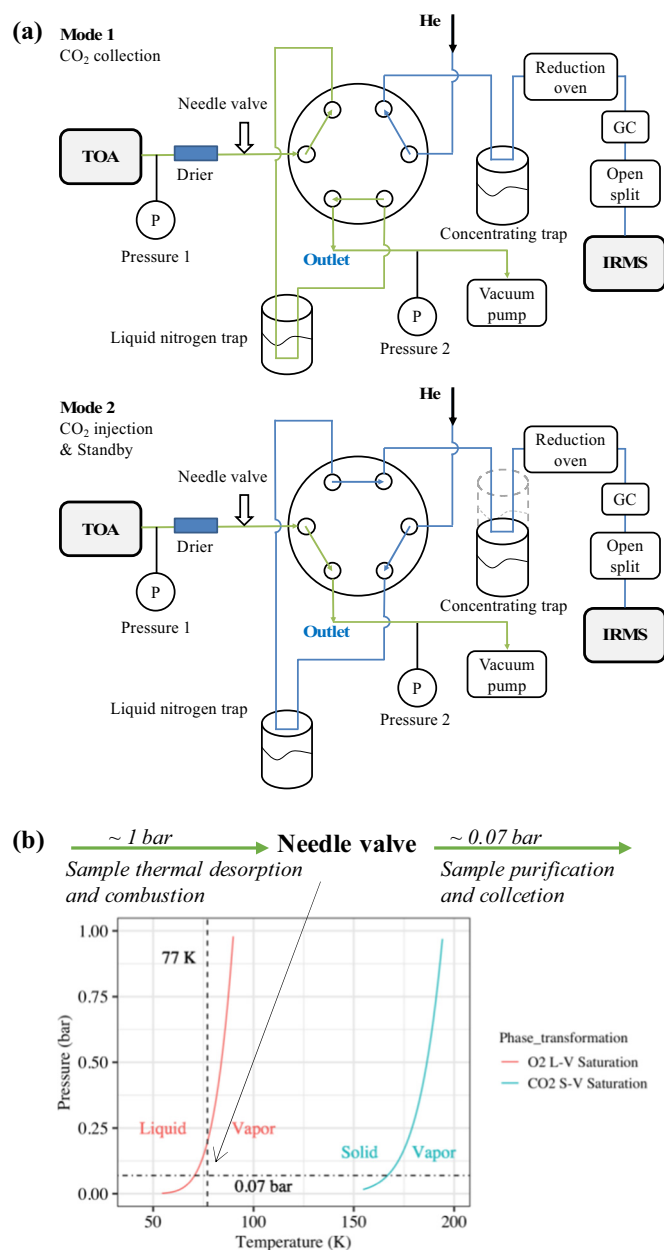 (a)
Mode 1
CO₂ collection
He
Needle valve
TOA
Drier
P
Pressure 1
Outlet
Liquid nitrogen trap
P
Pressure 2
Vacuum
pump
Concentrating trap
Reduction
oven
GC
Open
split
IRMS
Mode 2
CO₂ injection
& Standby
He
Needle valve
TOA
Drier
P
Pressure 1
Outlet
Liquid nitrogen trap
P
Pressure 2
Vacuum
pump
Concentrating trap
Reduction
oven
GC
Open
split
IRMS
(b)
~ 1 bar
Needle valve
~ 0.07 bar
Sample thermal desorption
and combustion
Sample purification
and collcetion
1.00
0.75
0.50
0.25
0.00
Pressure (bar)
77 K
Liquid
Vapor
Solid
Vapor
0.07 bar
50
100
150
200
Temperature (K)
Phase_transformation
O2 L-V Saturation
CO2 S-V Saturation